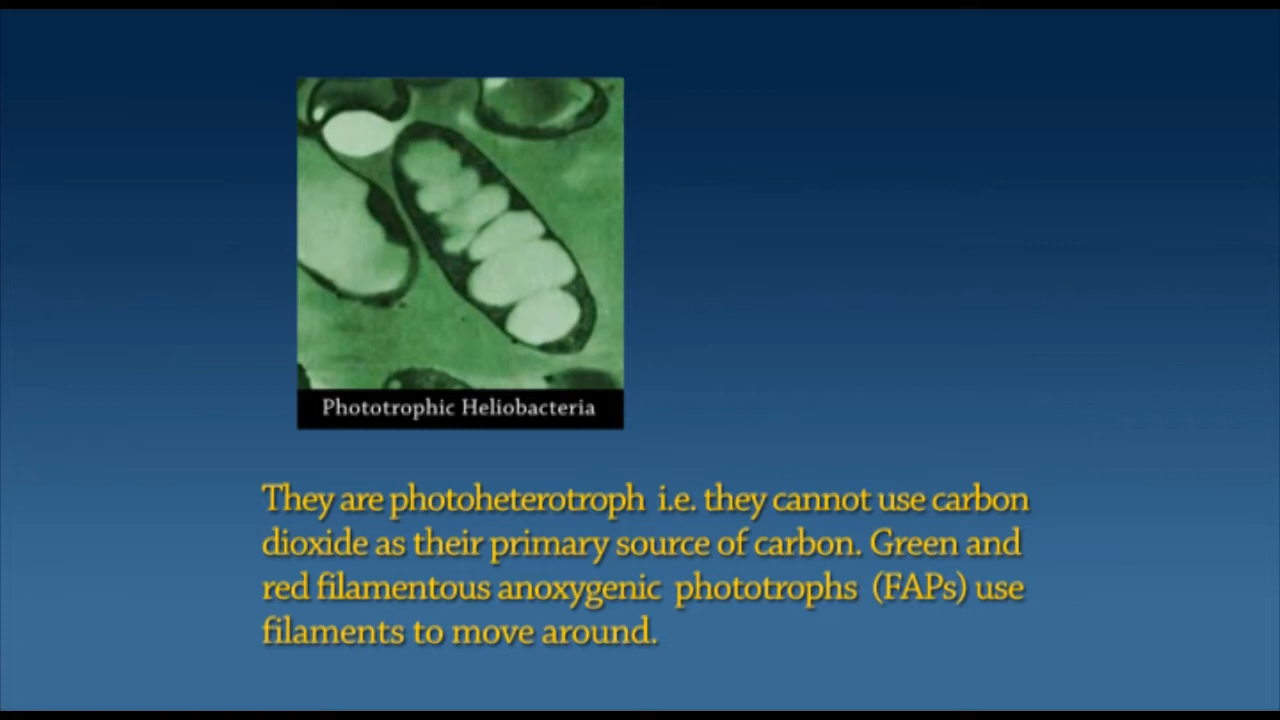 Phototrophic Heliobacteria
They are photoheterotroph i.e. they cannot use carbon
dioxide as their primary source of carbon. Green and
red filamentous anoxygenic phototrophs (FAPs) use
filaments to move around.